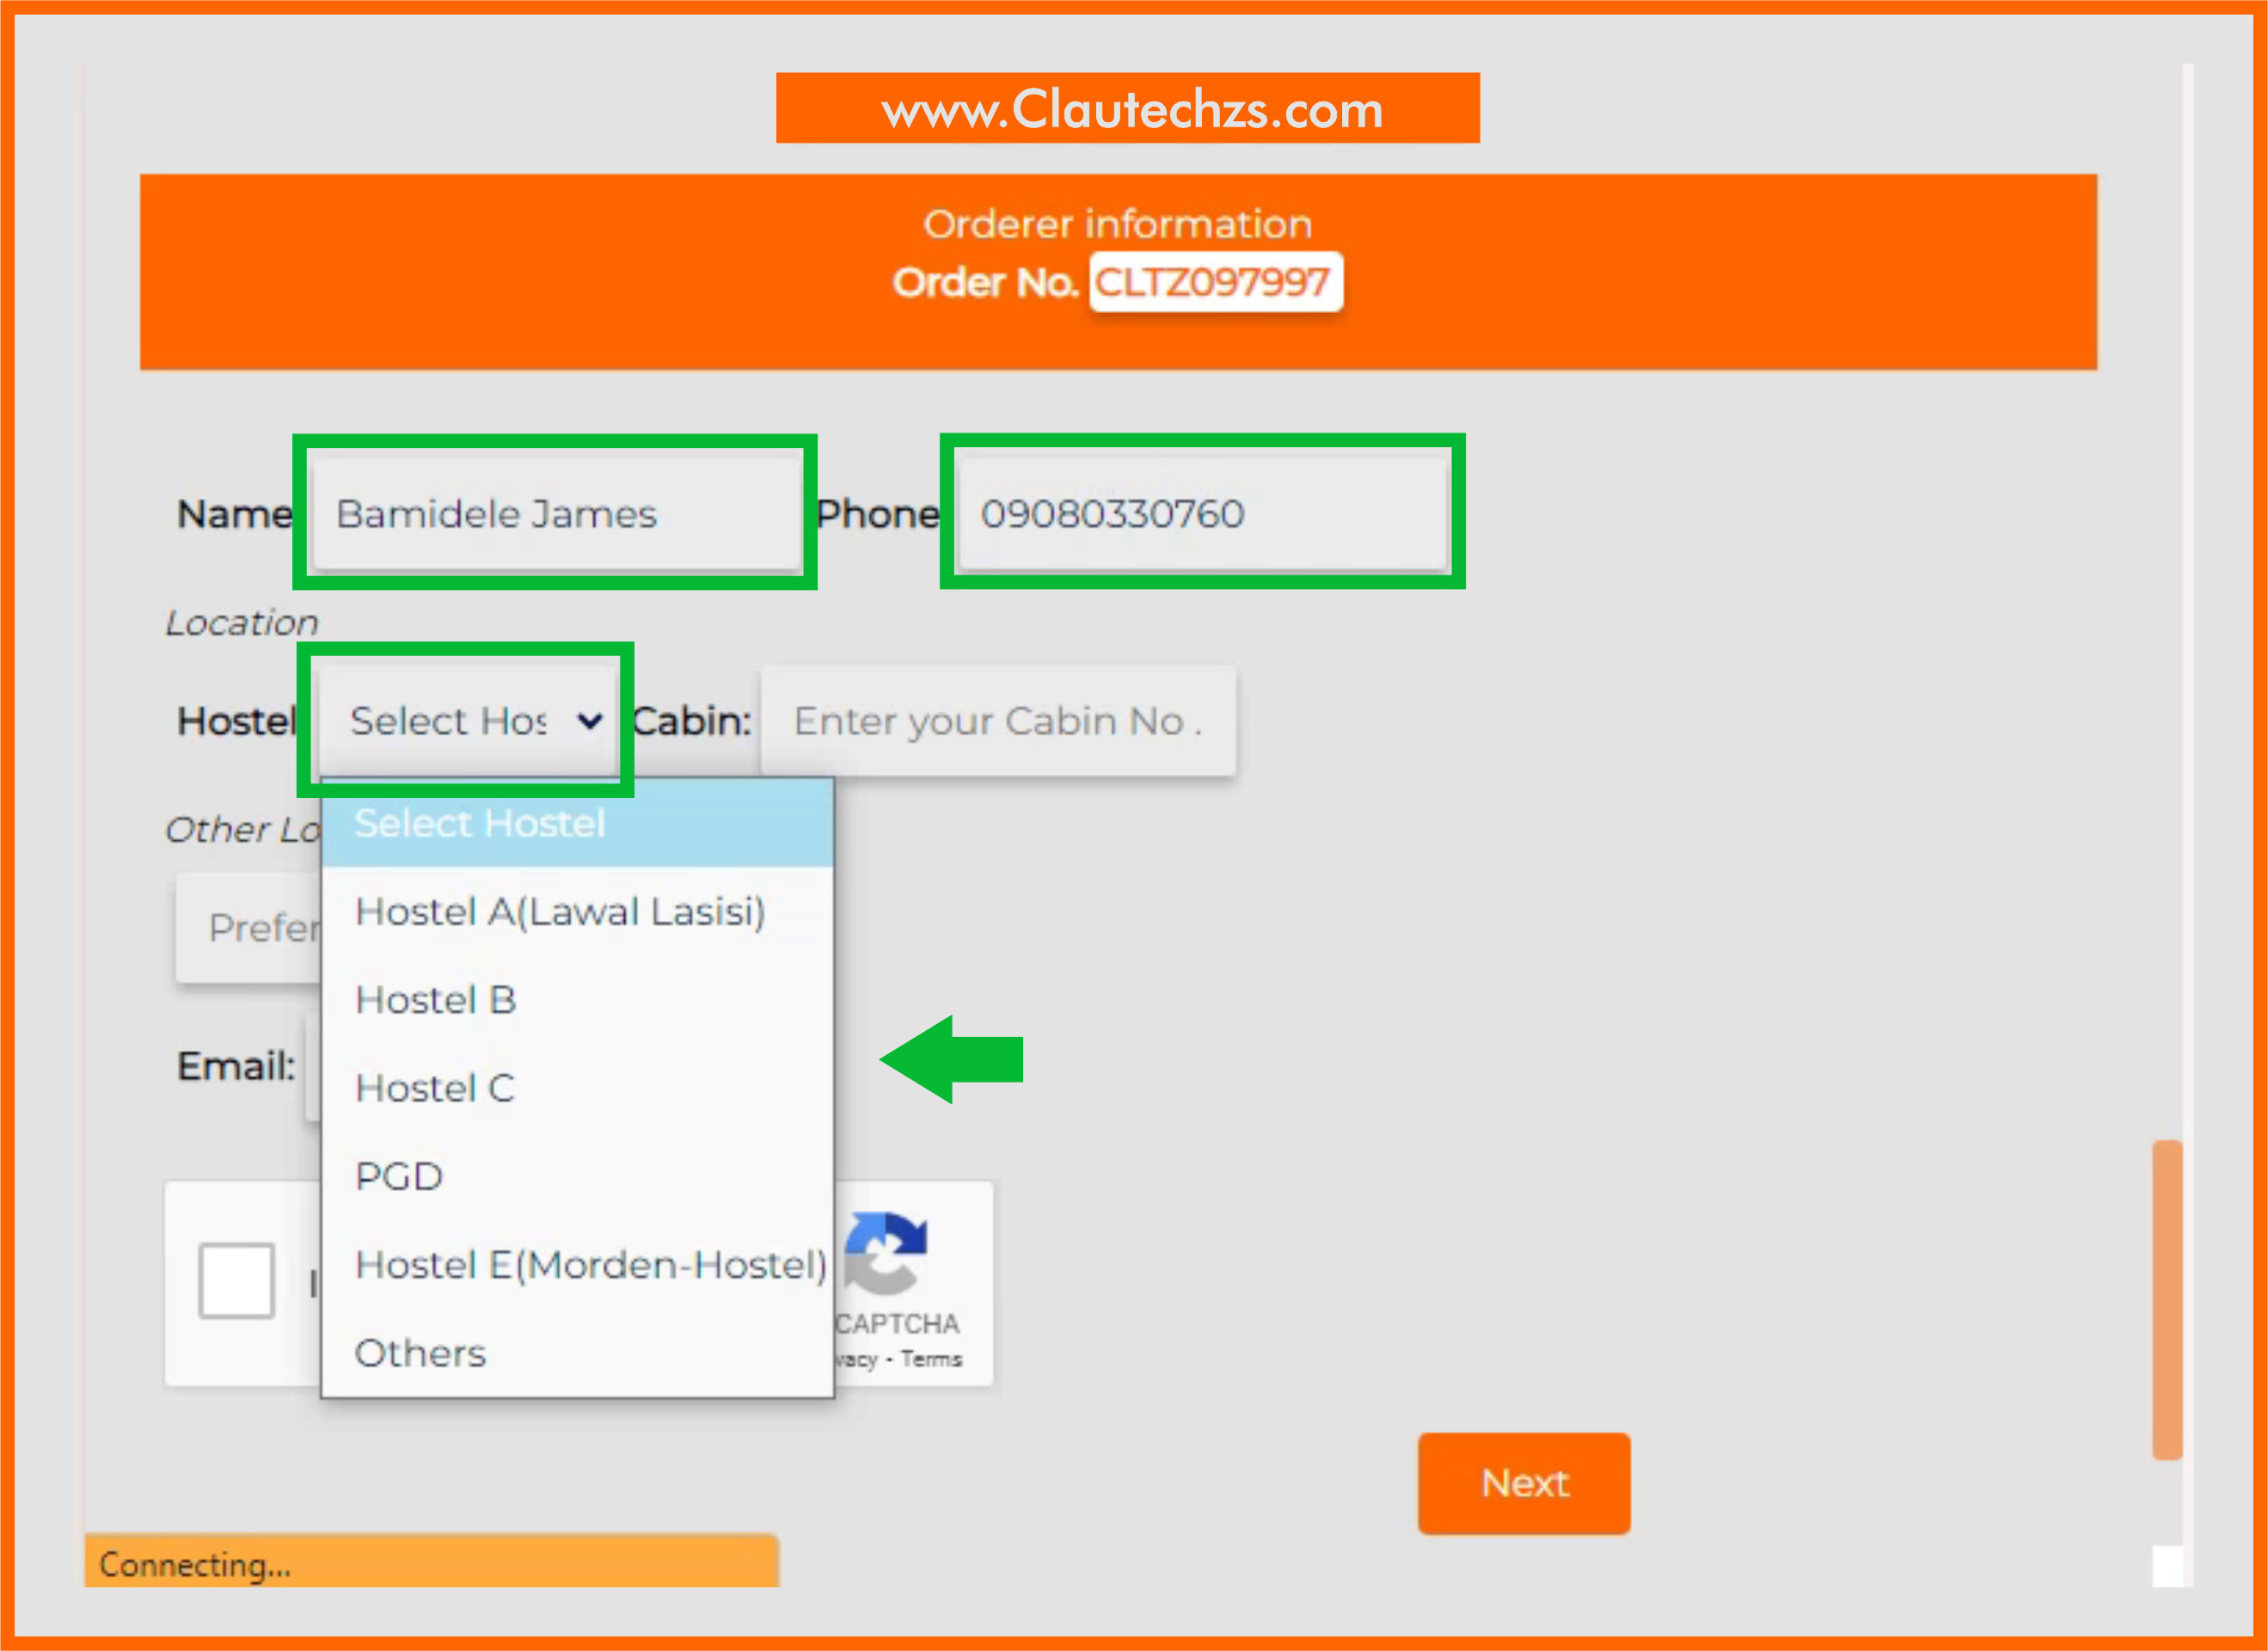 www.Clautechzs.com
Orderer information
Order No. CLTZ097997
Name Bamidele James Phone 09080330760
Location
Hostel Select Hos Cabin: Enter your Cabin No .
Select Hostel
Other Lo
Hostel A(Lawal Lasisi)
Prefer
Hostel B
Email:
Hostel C
PGD
Hostel E(Morden-Hostel)
I
CAPTCHA
Others
vacy - Terms
Next
Connecting...